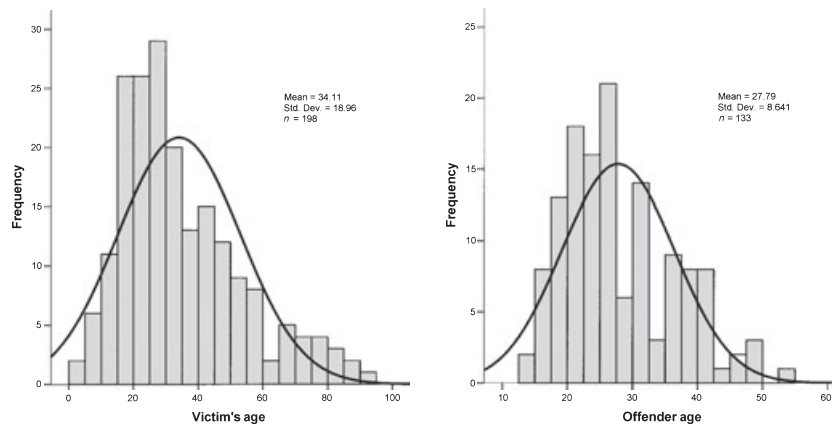 30
25
20
15
10
5
0
Frequency
Mean = 34.11
Std. Dev. = 18.96
n = 198
0 20 40 60 80 100
Victim's age
25
20
15
10
5
0
Frequency
Mean = 27.79
Std. Dev. = 8.641
n = 133
10 20 30 40 50 60
Offender age